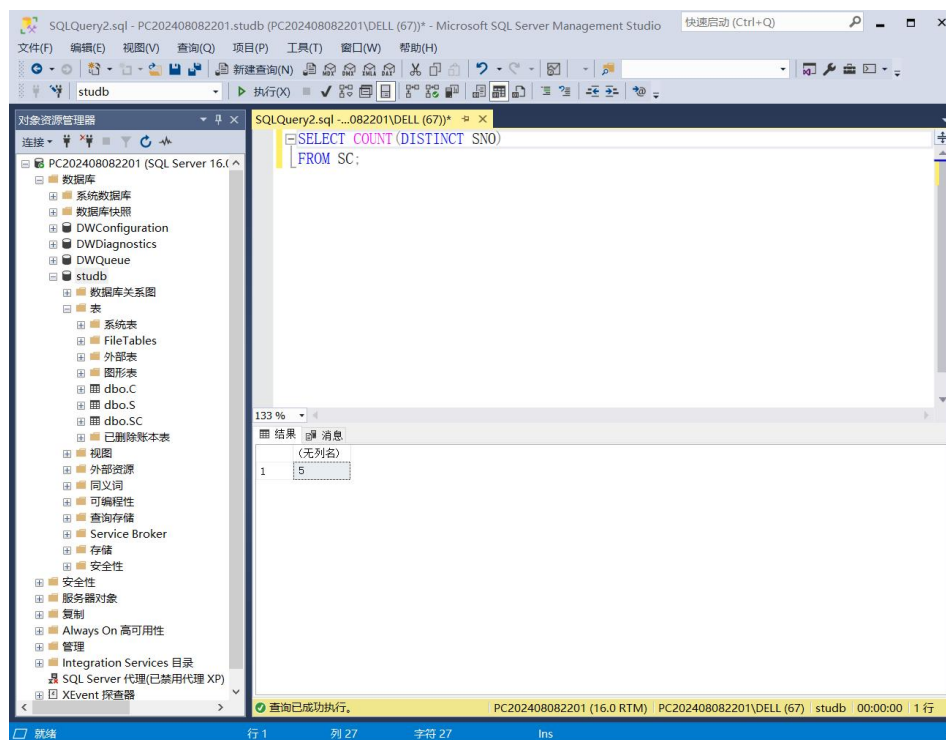 SQLQuery2.sql - PC202408082201.studb (PC202408082201\DELL (67))* - Microsoft SQL Server Management Studio
快速启动 (Ctrl+Q)
文件(F) 编辑(E) 视图(V) 查询(Q) 项目(P) 工具(T) 窗口(W) 帮助(H)
新建查询(N)
studb
执行(X)
对象资源管理器
SQLQuery2.sql -...082201\DELL (67))*
连接
SELECT COUNT(DISTINCT SNO)
FROM SC;
PC202408082201 (SQL Server 16.(
数据库
系统数据库
数据库快照
DWConfiguration
DWDiagnostics
DWQueue
studb
数据库关系图
表
系统表
FileTables
外部表
图形表
dbo.C
dbo.S
dbo.SC
已删除账本表
视图
外部资源
同义词
可编程性
查询存储
Service Broker
存储
安全性
安全性
服务器对象
复制
Always On 高可用性
管理
Integration Services 目录
SQL Server 代理(已禁用代理 XP)
XEvent 探查器
133 %
结果 消息
(无列名)
1 5
查询已成功执行。 PC202408082201 (16.0 RTM) PC202408082201\DELL (67) studb 00:00:00 1 行
就绪 行 1 列 27 字符 27 Ins